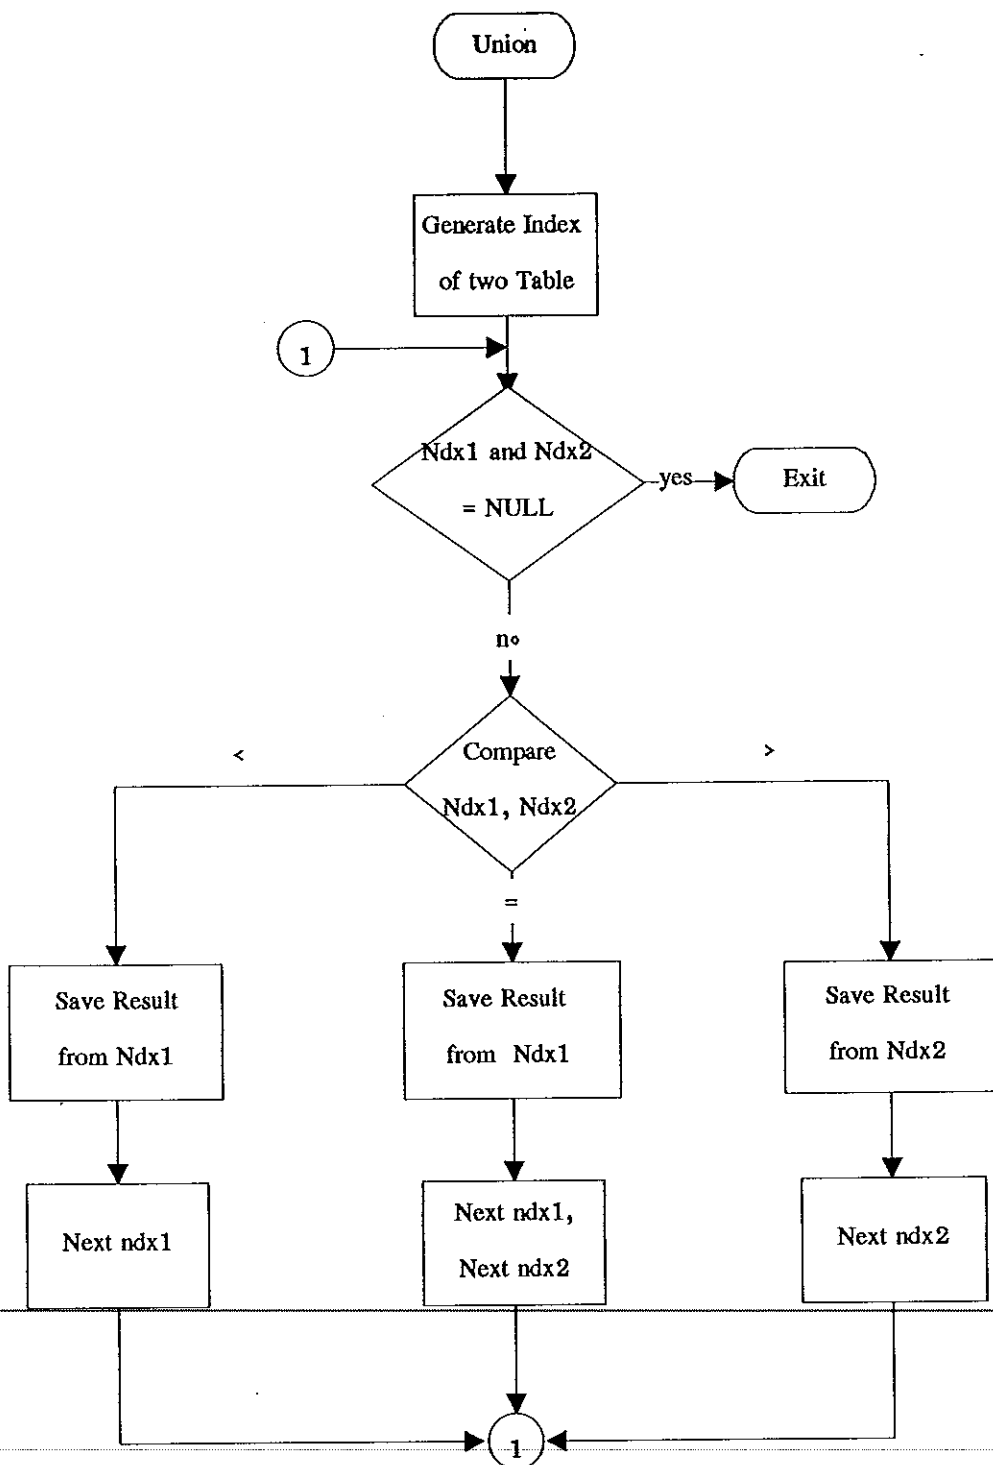 Union
Generate Index
of two Table
1
Ndx1 and Ndx2
= NULL
yes
Exit
no
Compare
Ndx1, Ndx2
<
>
=
Save Result
from Ndx1
Save Result
from Ndx1
Save Result
from Ndx2
Next ndx1
Next ndx1,
Next ndx2
Next ndx2
1